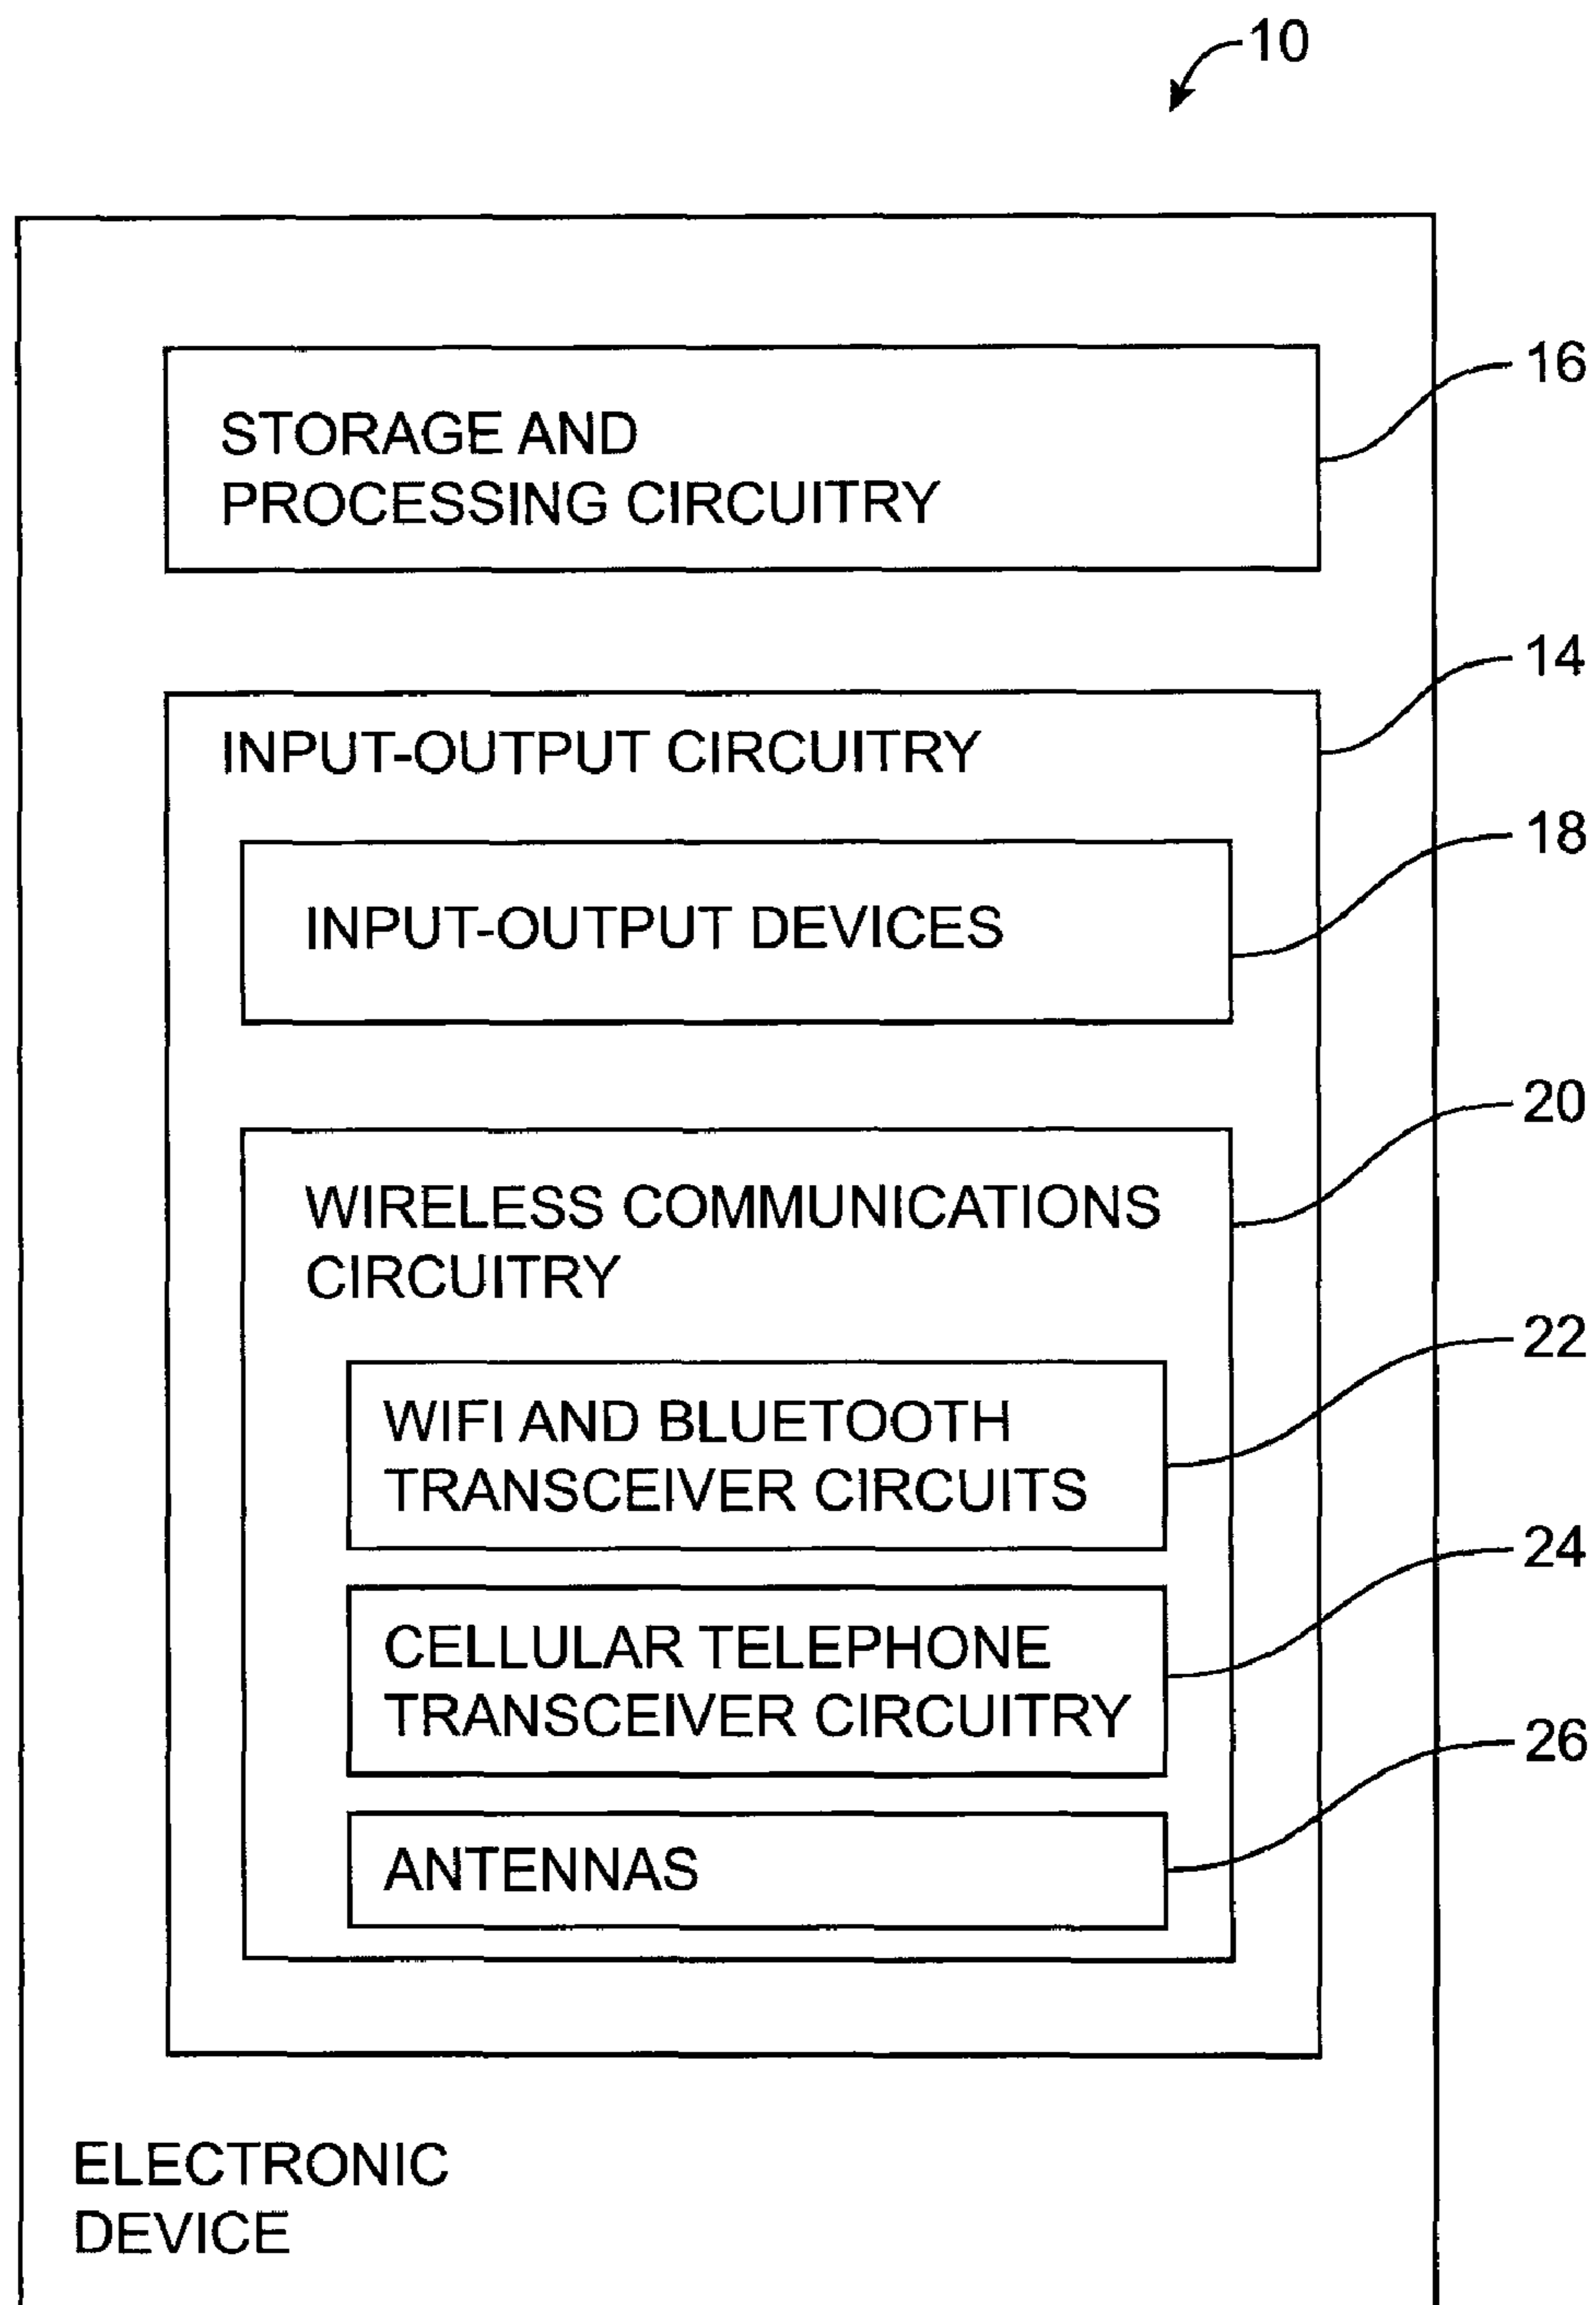 10
STORAGE AND
PROCESSING CIRCUITRY
16
14
INPUT-OUTPUT CIRCUITRY
18
INPUT-OUTPUT DEVICES
20
WIRELESS COMMUNICATIONS
CIRCUITRY
22
WIFI AND BLUETOOTH
TRANSCEIVER CIRCUITS
24
CELLULAR TELEPHONE
TRANSCEIVER CIRCUITRY
26
ANTENNAS
ELECTRONIC
DEVICE